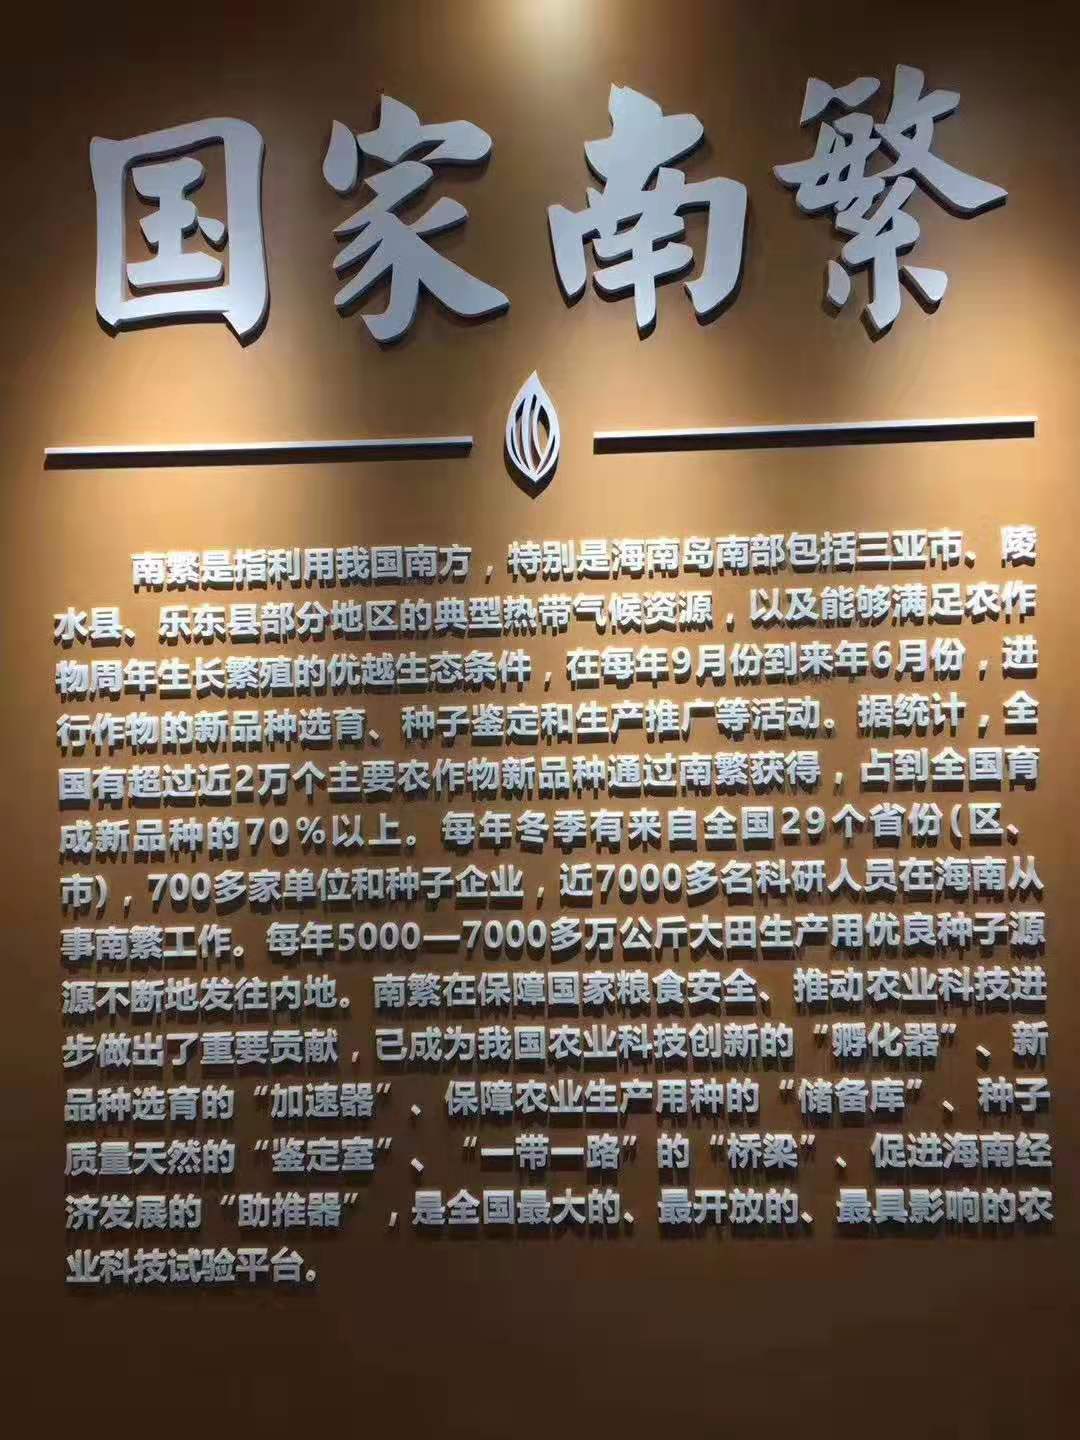 国家南繁
南繁是指利用我国南方，特别是海南岛南部包括三亚市、陵
水县、乐东县部分地区的典型热带气候资源，以及能够满足农作
物周年生长繁殖的优越生态条件，在每年9月份到来年6月份，进
行作物的新品种选育、种子鉴定和生产推广等活动。据统计，全
国有超过近2万个主要农作物新品种通过南繁获得，占到全国育
成新品种的70%以上。每年冬季有来自全国29个省份(区、
市)，700多家单位和种子企业，近7000多名科研人员在海南从
事南繁工作。每年5000—7000多万公斤大田生产用优良种子源
源不断地发往内地。南繁在保障国家粮食安全、推动农业科技进
步做出了重要贡献，已成为我国农业科技创新的“孵化器”、新
品种选育的“加速器”、保障农业生产用种的“储备库”、种子
质量天然的“鉴定室”、“一带一路”的“桥梁”、促进海南经
济发展的“助推器”，是全国最大的、最开放的、最具影响的农
业科技试验平台。